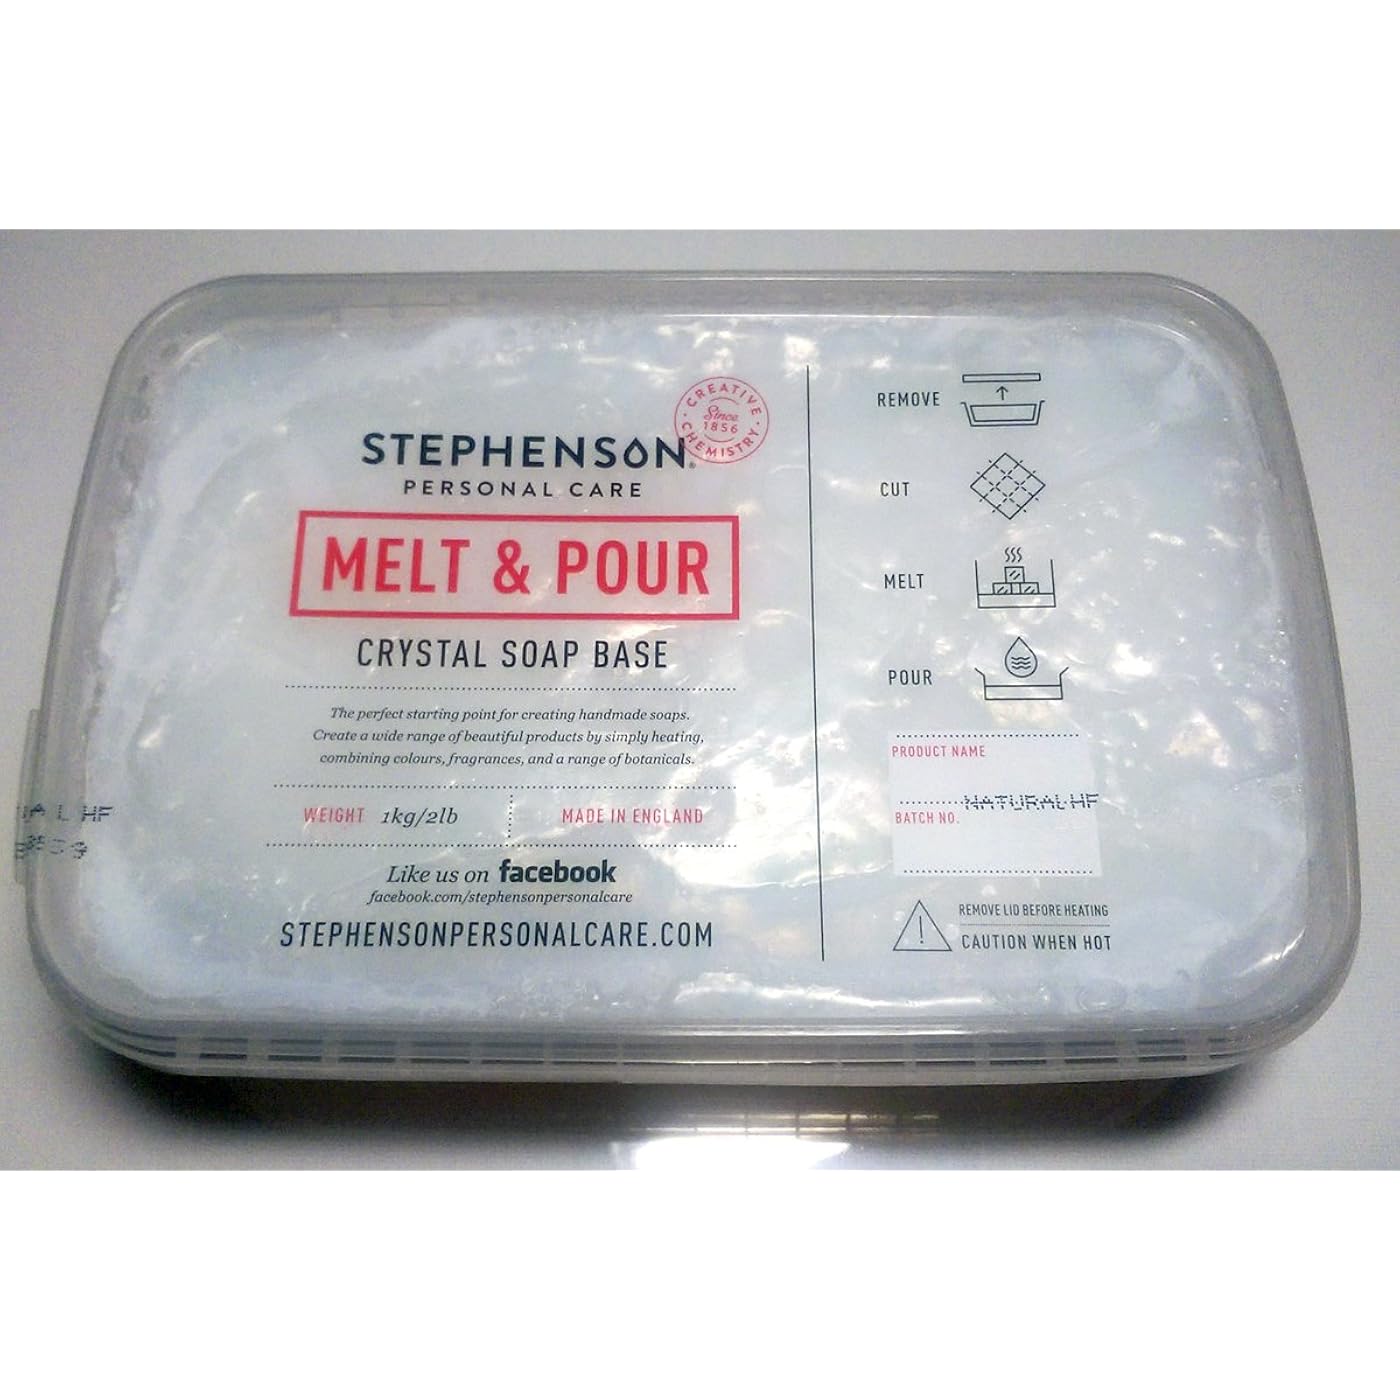 CREATIVE CHEMISTRY
Since
1856
STEPHENSON®
PERSONAL CARE
MELT & POUR
CRYSTAL SOAP BASE
The perfect starting point for creating handmade soaps.
Create a wide range of beautiful products by simply heating,
combining colours, fragrances, and a range of botanicals.
WEIGHT 1kg/2lb
MADE IN ENGLAND
Like us on facebook
facebook.com/stephensonpersonalcare
STEPHENSONPERSONALCARE.COM
REMOVE
CUT
MELT
POUR
PRODUCT NAME
NATURAL HF
BATCH NO.
REMOVE LID BEFORE HEATING
CAUTION WHEN HOT
HF